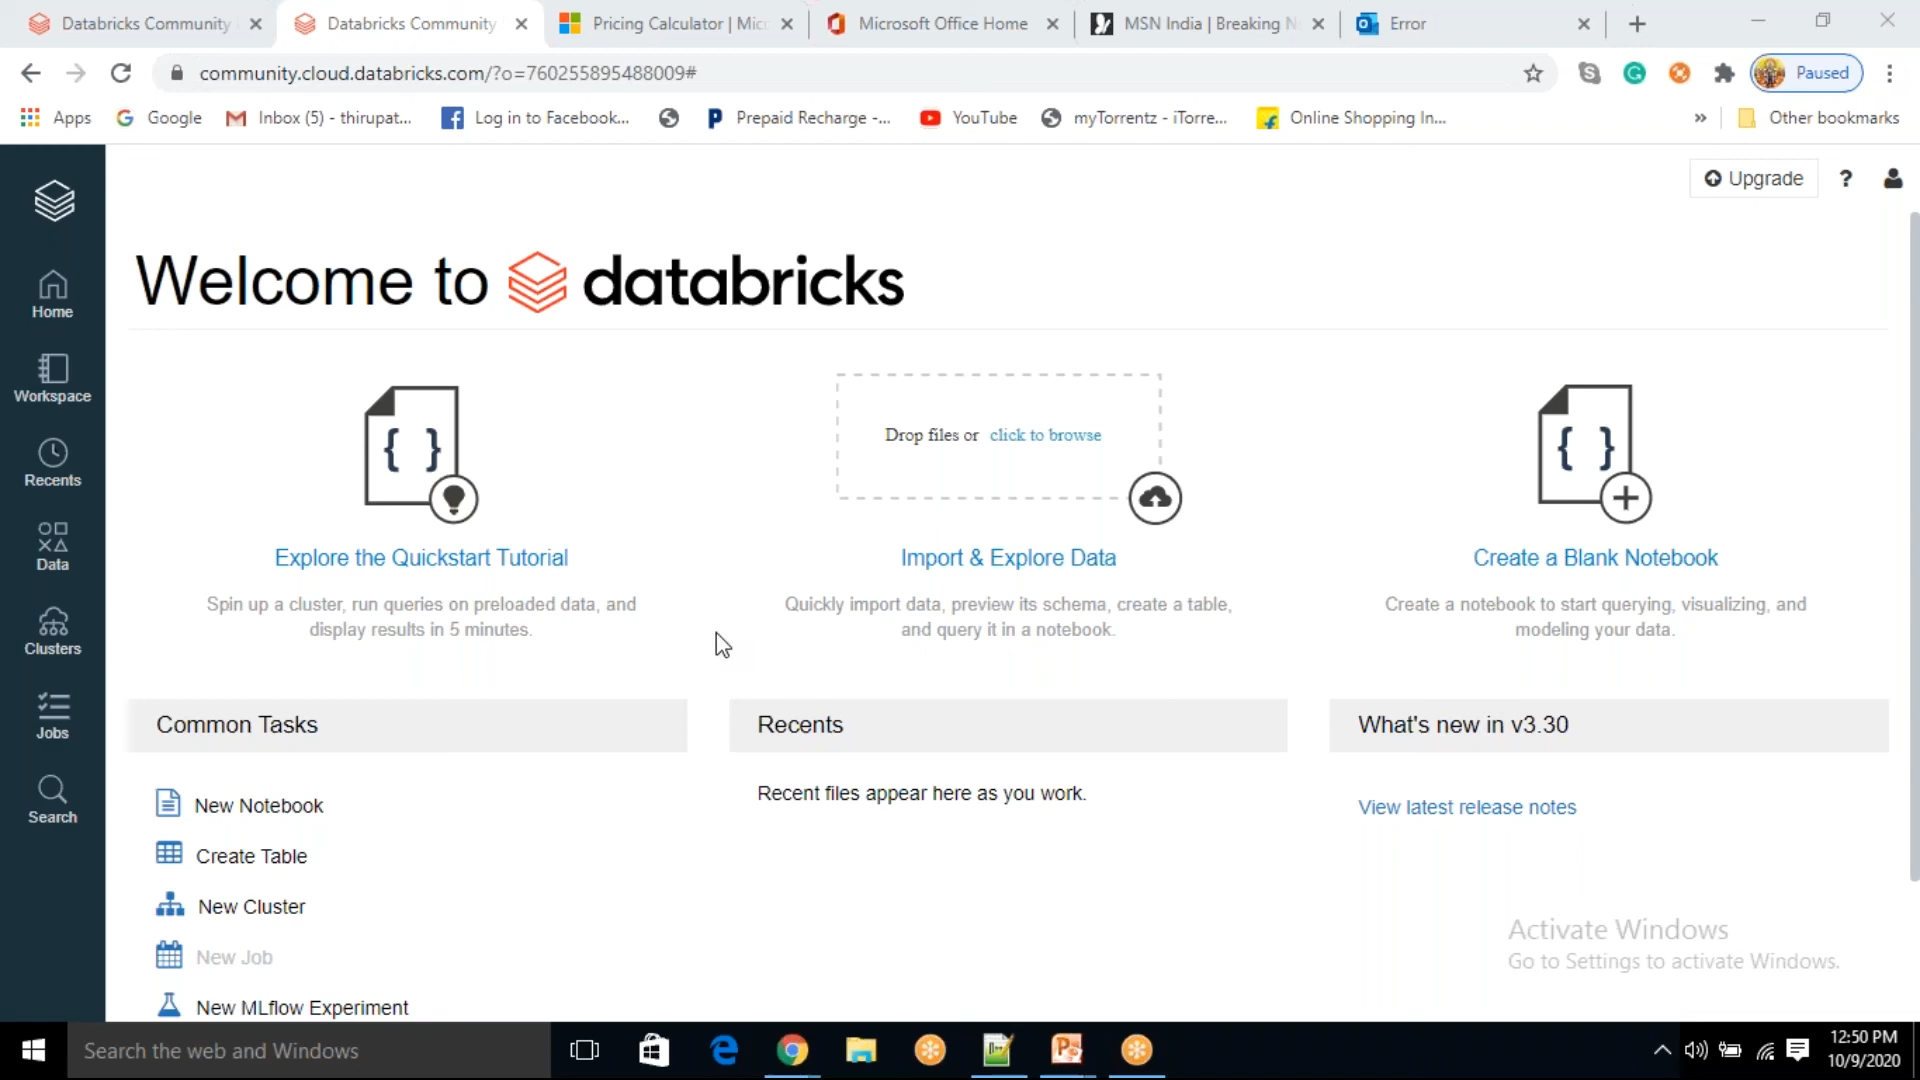 Databricks Community
Databricks Community
Pricing Calculator | Mic
Microsoft Office Home
MSN India | Breaking N
Error
community.cloud.databricks.com/?o=760255895488009#
Paused
Apps
Google
Inbox (5) - thirupat...
Log in to Facebook...
Prepaid Recharge -...
YouTube
myTorrentz - iTorre...
Online Shopping In...
»
Other bookmarks
Upgrade
?
Welcome to databricks
Home
Workspace
Recents
Data
Clusters
Jobs
Search
Drop files or click to browse
Explore the Quickstart Tutorial
Spin up a cluster, run queries on preloaded data, and
display results in 5 minutes.
Import & Explore Data
Quickly import data, preview its schema, create a table,
and query it in a notebook.
Create a Blank Notebook
Create a notebook to start querying, visualizing, and
modeling your data.
Common Tasks
New Notebook
Create Table
New Cluster
New Job
New MLflow Experiment
Recents
Recent files appear here as you work.
What's new in v3.30
View latest release notes
Activate Windows
Go to Settings to activate Windows.
Search the web and Windows
12:50 PM
10/9/2020